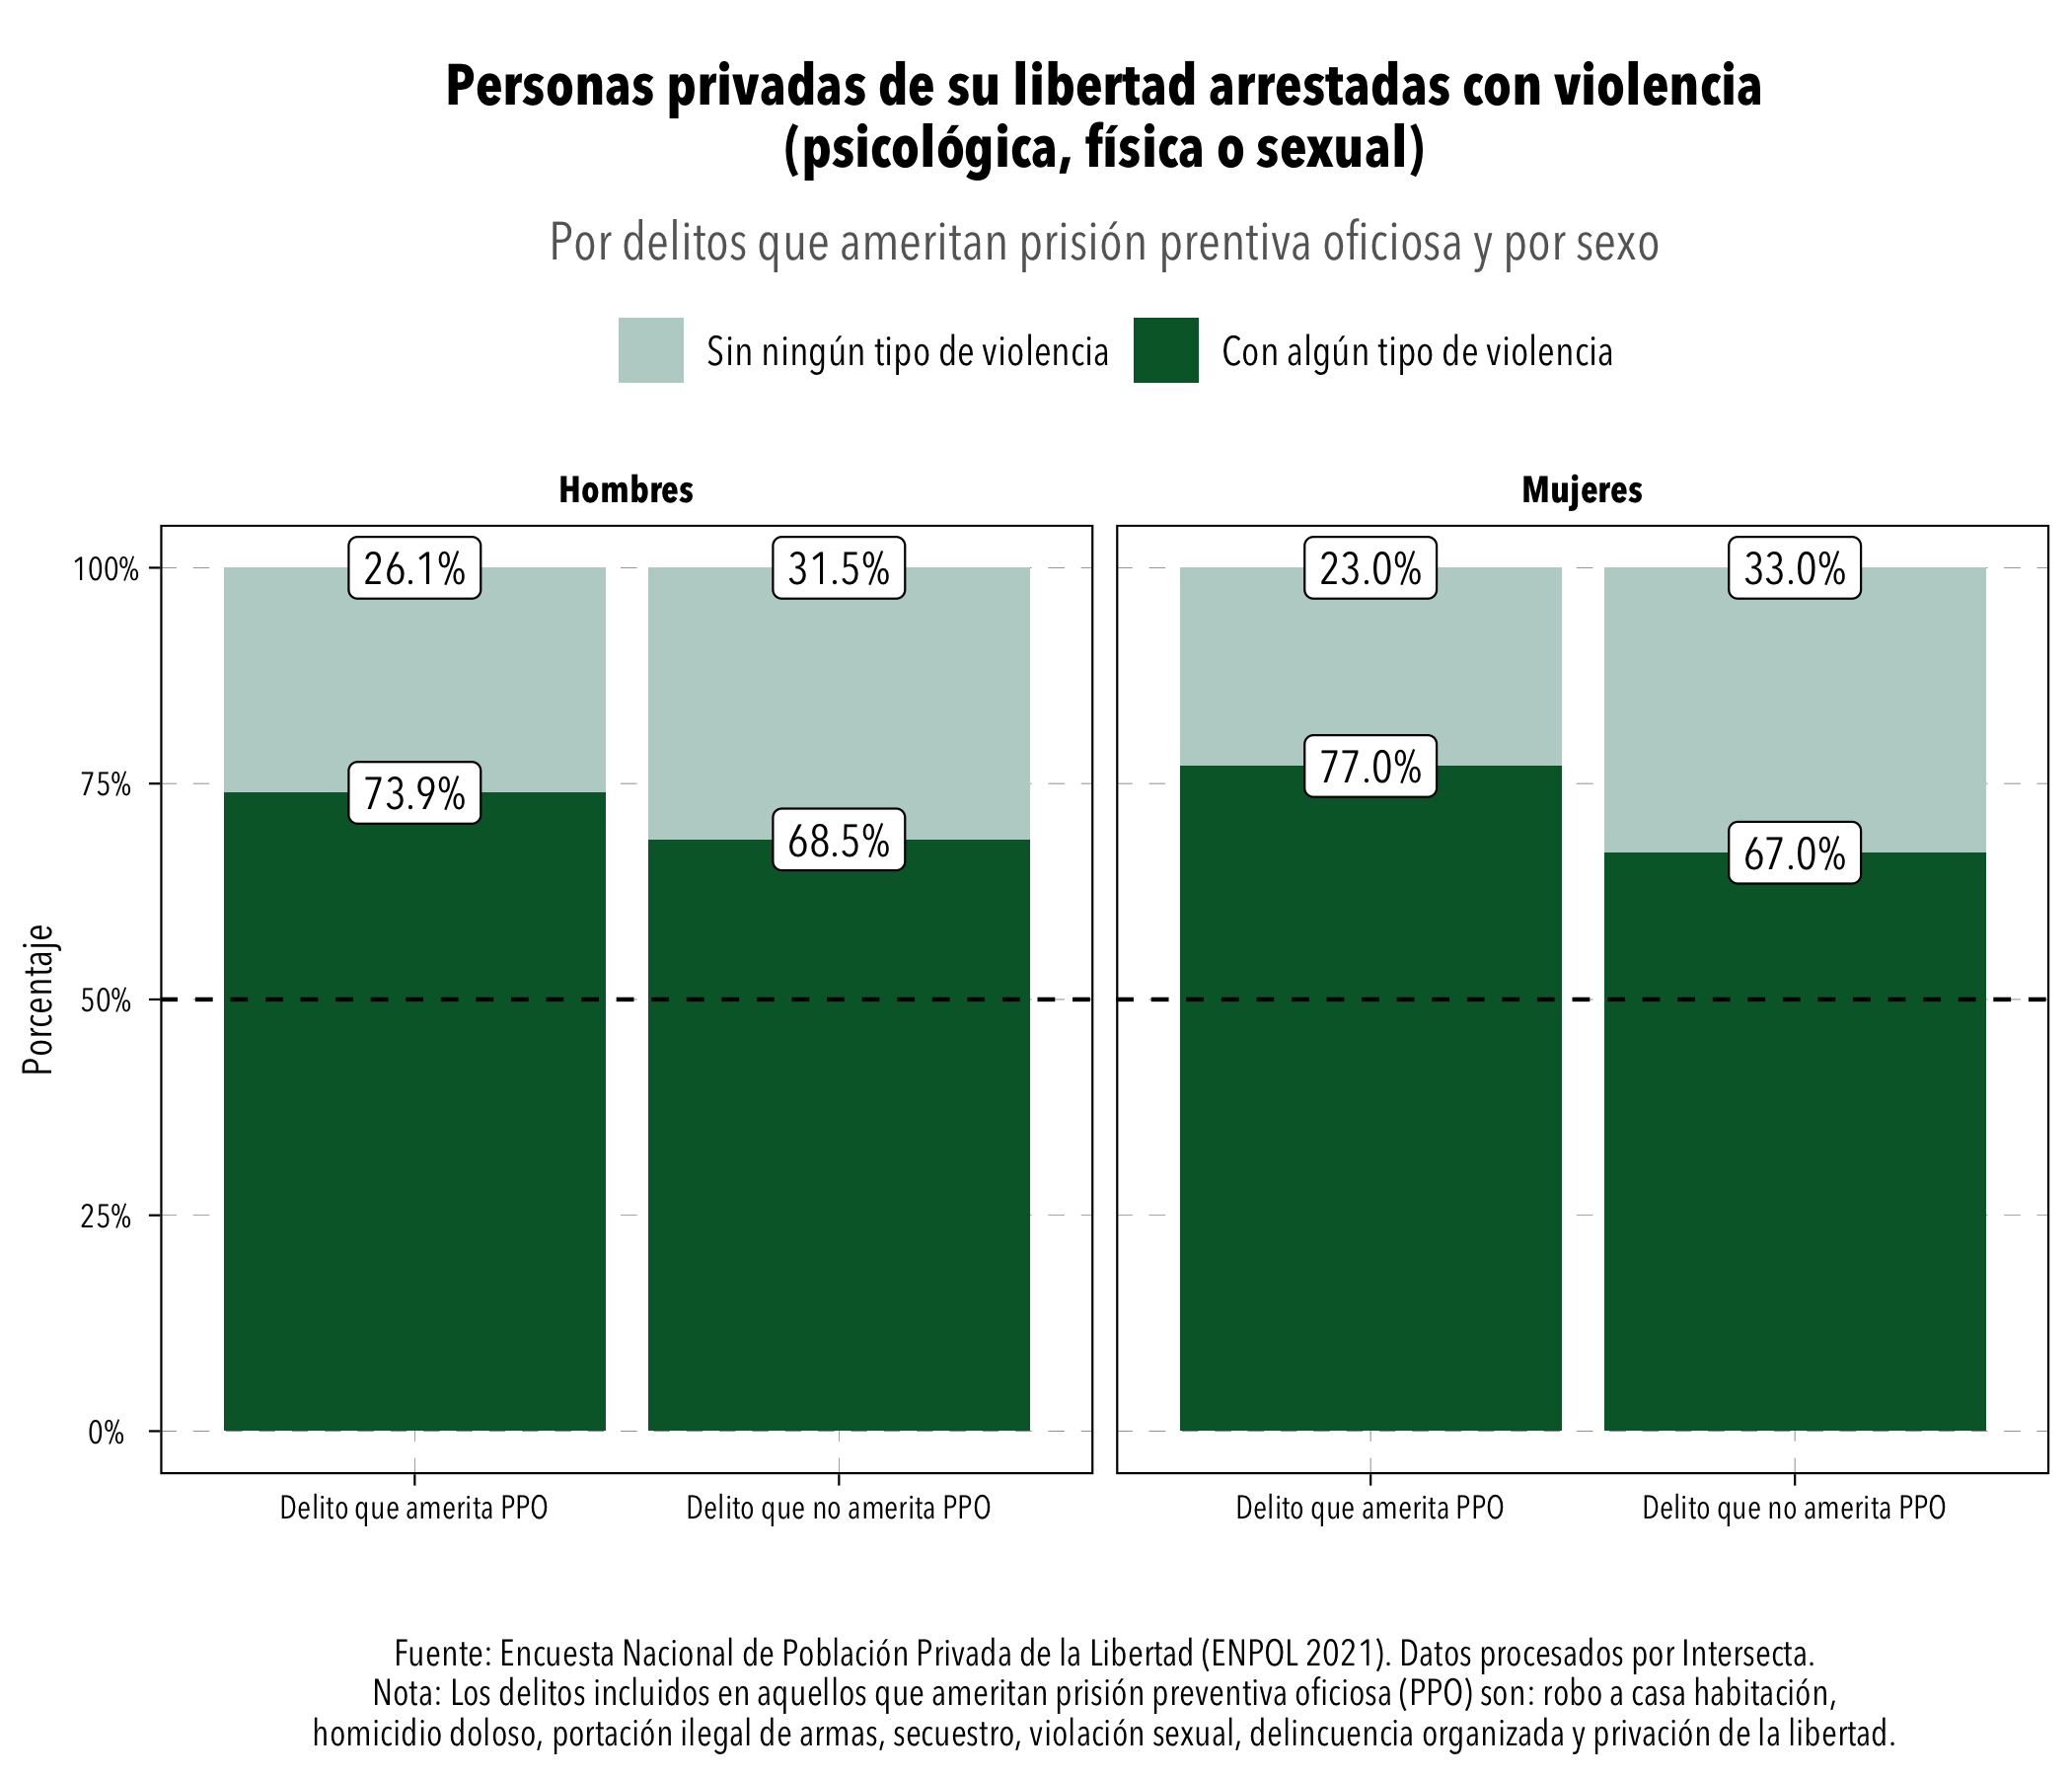 Personas privadas de su libertad arrestadas con violencia
(psicológica, física o sexual)
Por delitos que ameritan prisión prentiva oficiosa y por sexo
Sin ningún tipo de violencia
Con algún tipo de violencia
Hombres
Mujeres
Porcentaje
100%
75%
50%
25%
0%
26.1%
31.5%
73.9%
68.5%
23.0%
33.0%
77.0%
67.0%
Delito que amerita PPO
Delito que no amerita PPO
Delito que amerita PPO
Delito que no amerita PPO
Fuente: Encuesta Nacional de Población Privada de la Libertad (ENPOL 2021). Datos procesados por Intersecta.
Nota: Los delitos incluidos en aquellos que ameritan prisión preventiva oficiosa (PPO) son: robo a casa habitación,
homicidio doloso, portación ilegal de armas, secuestro, violación sexual, delincuencia organizada y privación de la libertad.